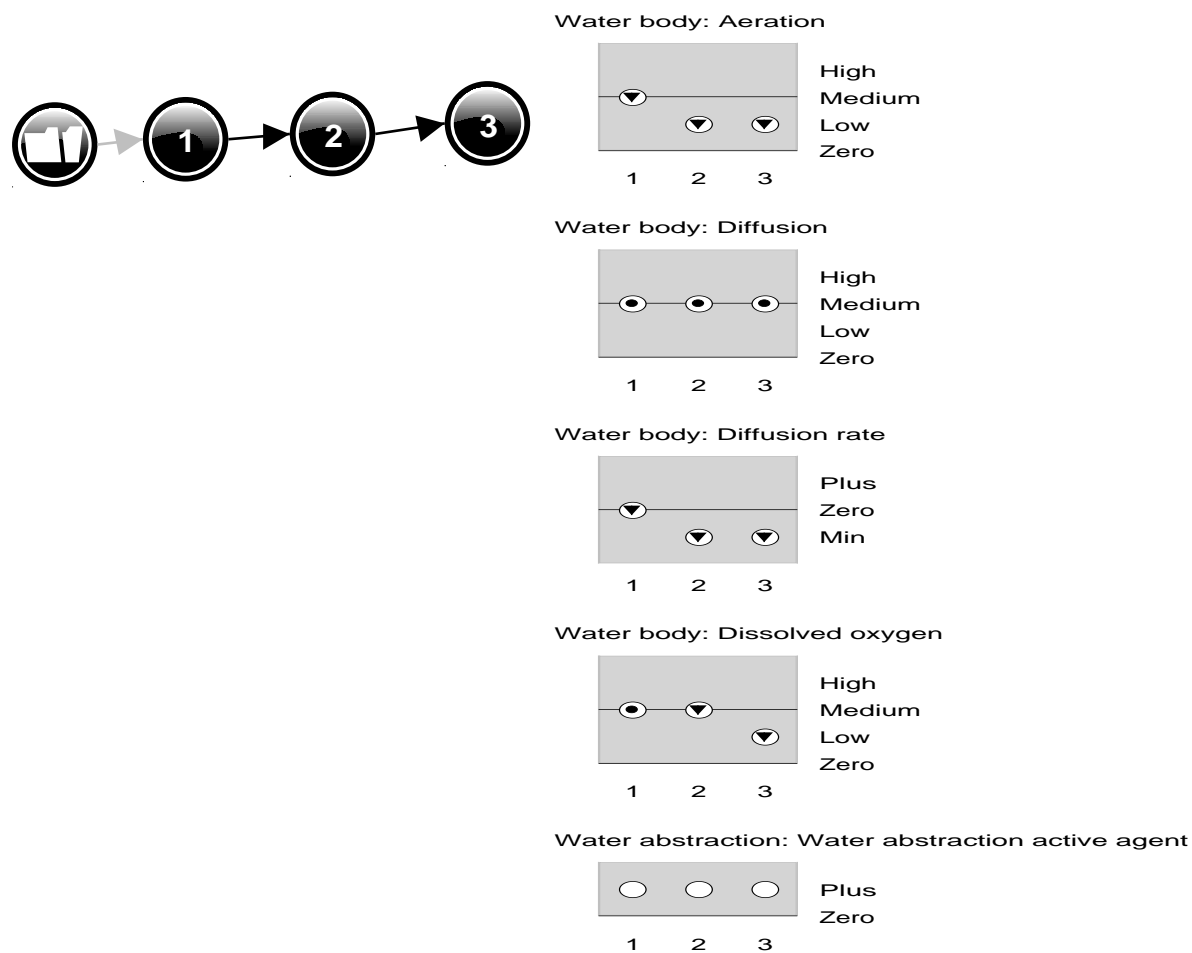 1
2
3
Water body: Aeration
High
Medium
Low
Zero
1 2 3
Water body: Diffusion
High
Medium
Low
Zero
1 2 3
Water body: Diffusion rate
Plus
Zero
Min
1 2 3
Water body: Dissolved oxygen
High
Medium
Low
Zero
1 2 3
Water abstraction: Water abstraction active agent
Plus
Zero
1 2 3